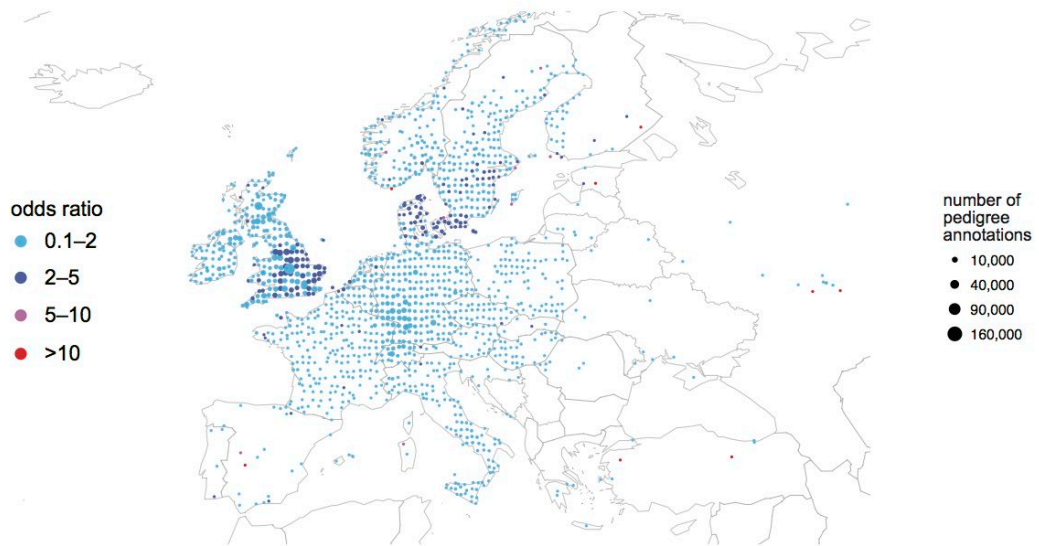 odds ratio
0.1–2
2–5
5–10
>10
number of
pedigree
annotations
10,000
40,000
90,000
160,000